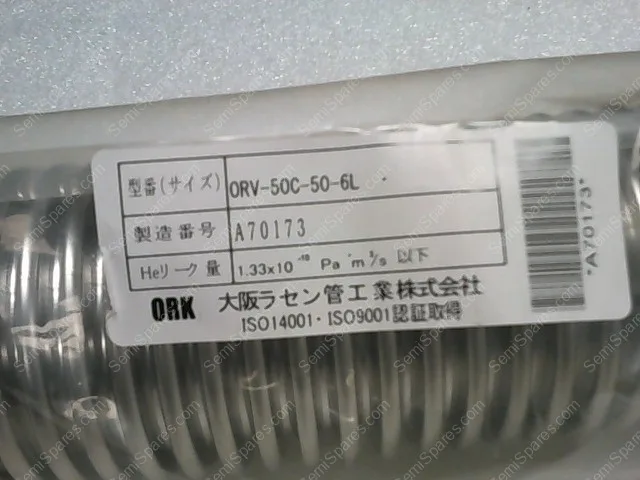 型番(サイズ) ORV-50C-50-6L
製造番号 A70173
Heリーク量 1.33x10⁻¹⁰ Pa·m³/s 以下
ORK 大阪ラセン管工業株式会社
ISO14001・ISO9001認証取得
*A70173*
SemiSpares.com